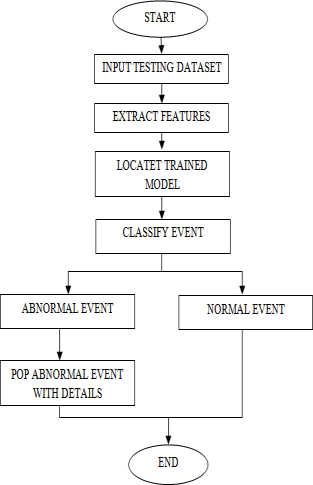 START
INPUT TESTING DATASET
EXTRACT FEATURES
LOCATET TRAINED
MODEL
CLASSIFY EVENT
ABNORMAL EVENT
NORMAL EVENT
POP ABNORMAL EVENT
WITH DETAILS
END